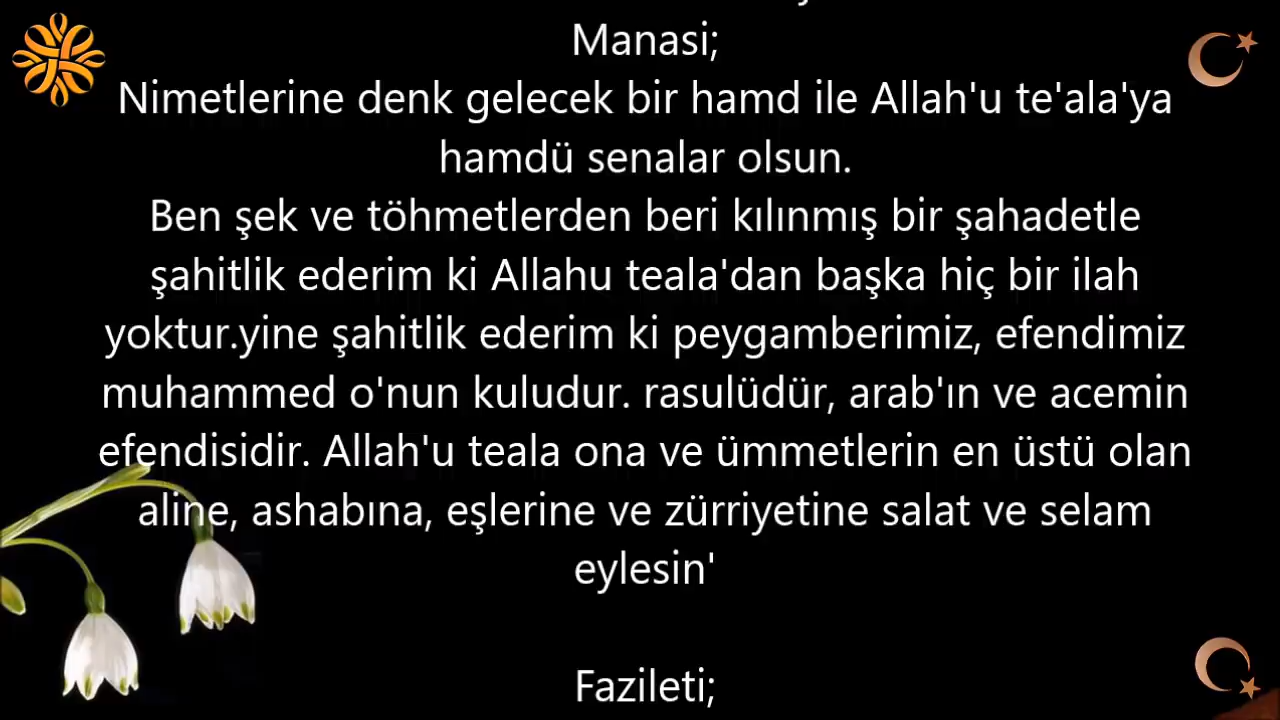 Manasi;
Nimetlerine denk gelecek bir hamd ile Allah'u te'ala'ya
hamdü senalar olsun.
Ben şek ve töhmetlerden beri kılınmış bir şahadetle
şahitlik ederim ki Allahu teala'dan başka hiç bir ilah
yoktur.yine şahitlik ederim ki peygamberimiz, efendimiz
muhammed o'nun kuludur. rasulüdür, arab'ın ve acemin
efendisidir. Allah'u teala ona ve ümmetlerin en üstü olan
aline, ashabına, eşlerine ve zürriyetine salat ve selam
eylesin'
Fazileti;